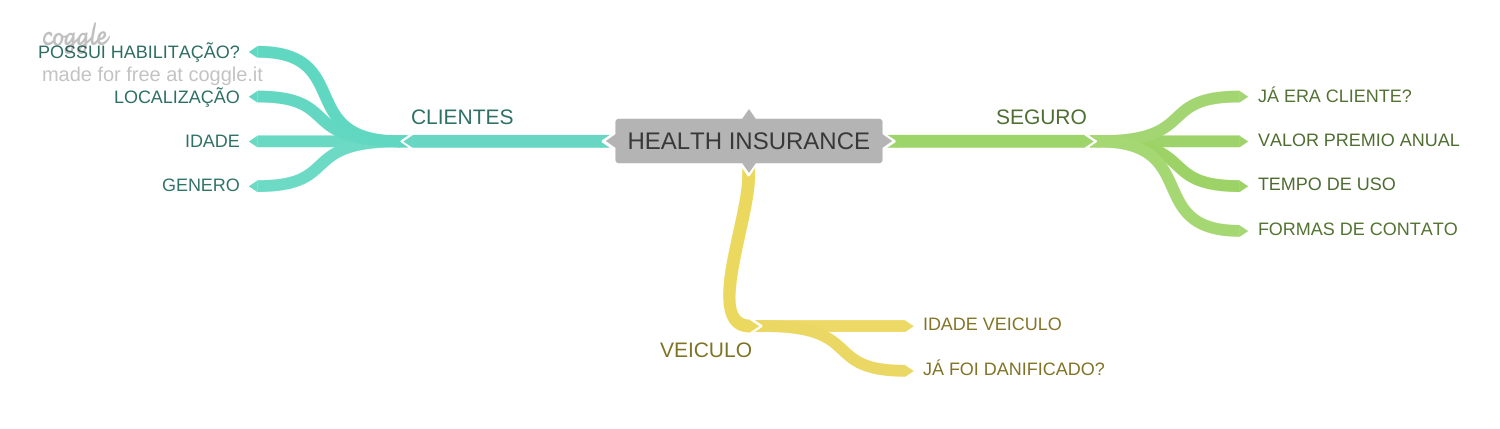 coggle
made for free at coggle.it
POSSUI HABILITAÇÃO?
LOCALIZAÇÃO
IDADE
GENERO
CLIENTES
HEALTH INSURANCE
SEGURO
JÁ ERA CLIENTE?
VALOR PREMIO ANUAL
TEMPO DE USO
FORMAS DE CONTATO
VEICULO
IDADE VEICULO
JÁ FOI DANIFICADO?